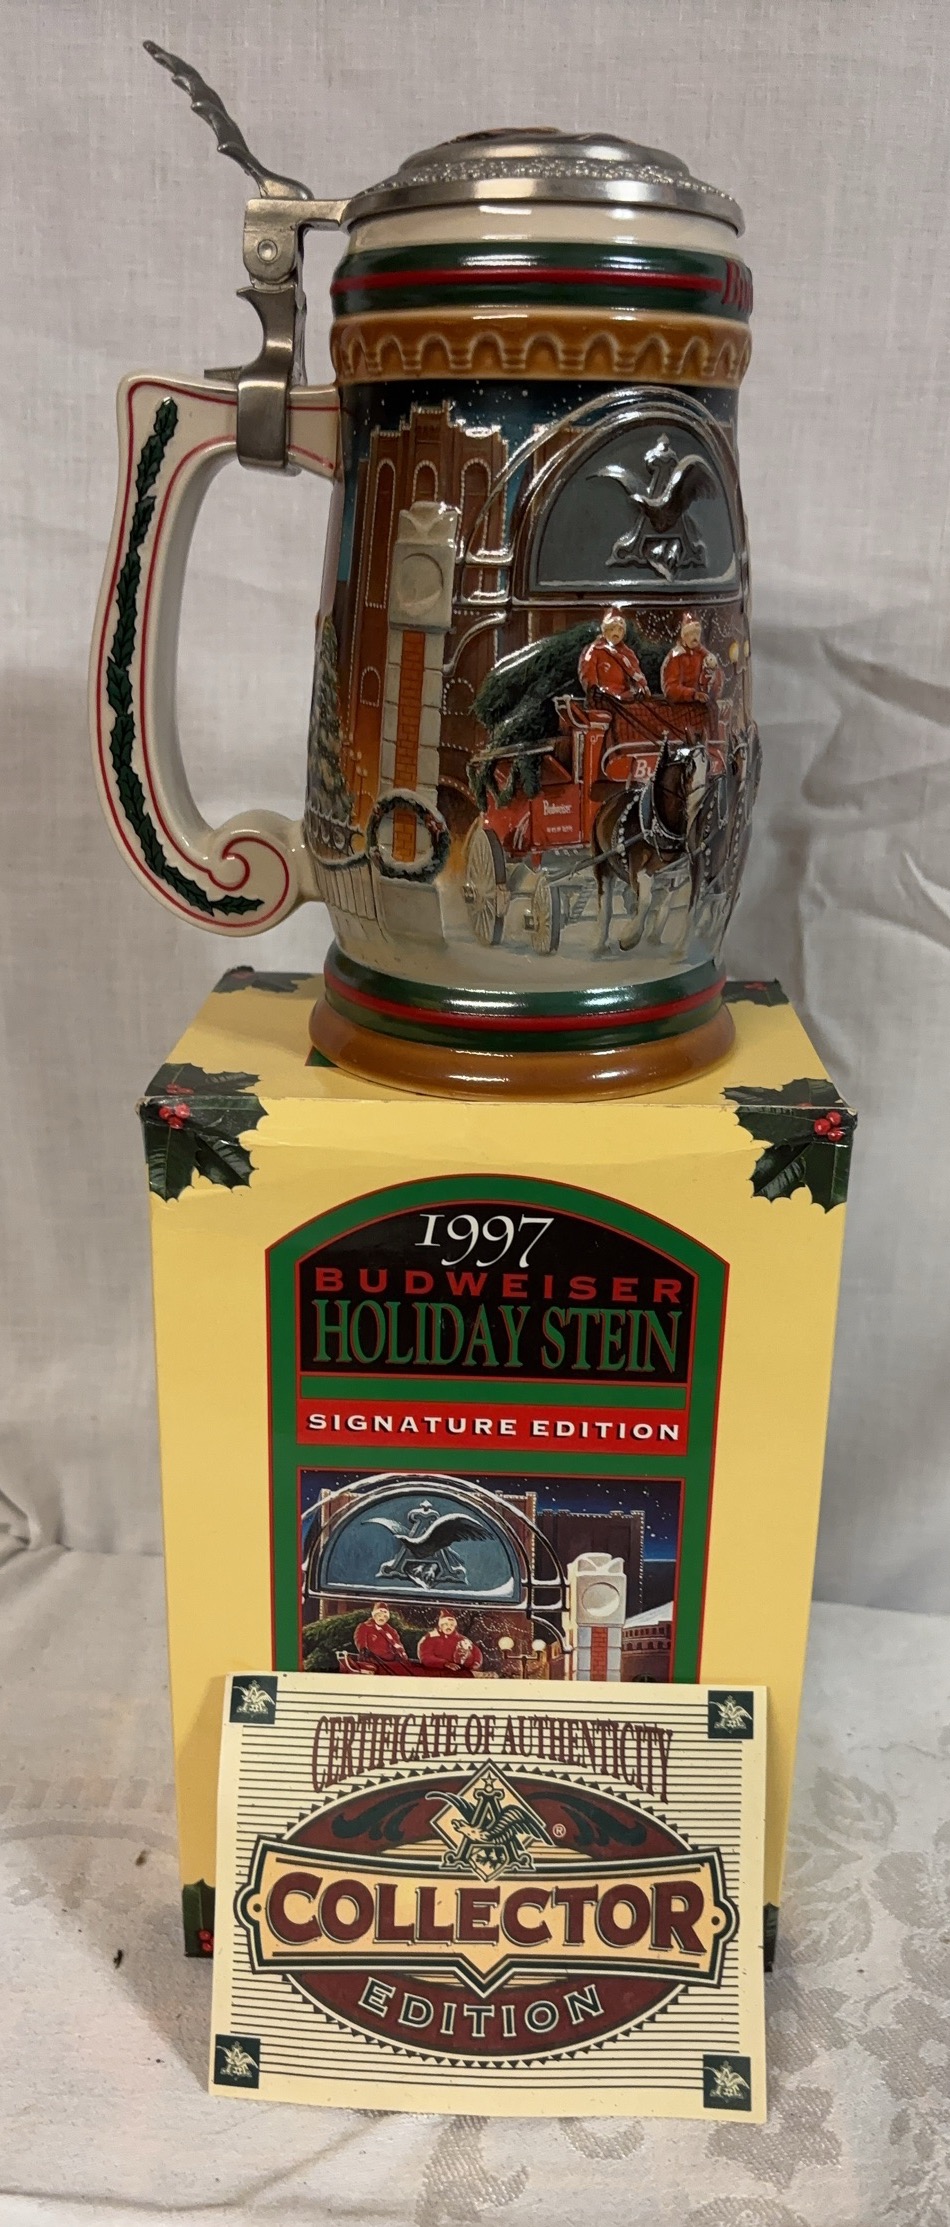 Budweiser
1997
BUDWEISER
HOLIDAY STEIN
SIGNATURE EDITION
CERTIFICATE OF AUTHENTICITY
®
COLLECTOR
EDITION